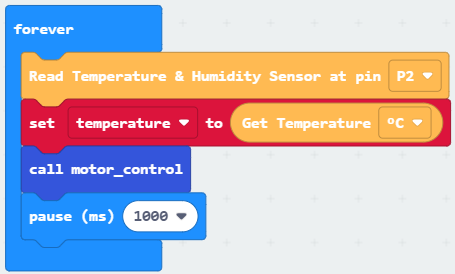 forever
Read Temperature & Humidity Sensor at pin P2
set temperature to Get Temperature ºC
call motor_control
pause (ms) 1000